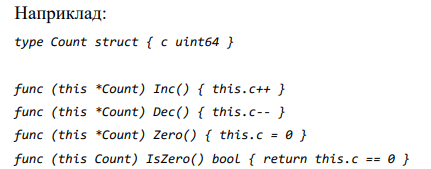 Наприклад:
type Count struct { c uint64 }
func (this *Count) Inc() { this.c++ }
func (this *Count) Dec() { this.c-- }
func (this *Count) Zero() { this.c = 0 }
func (this Count) IsZero() bool { return this.c == 0 }